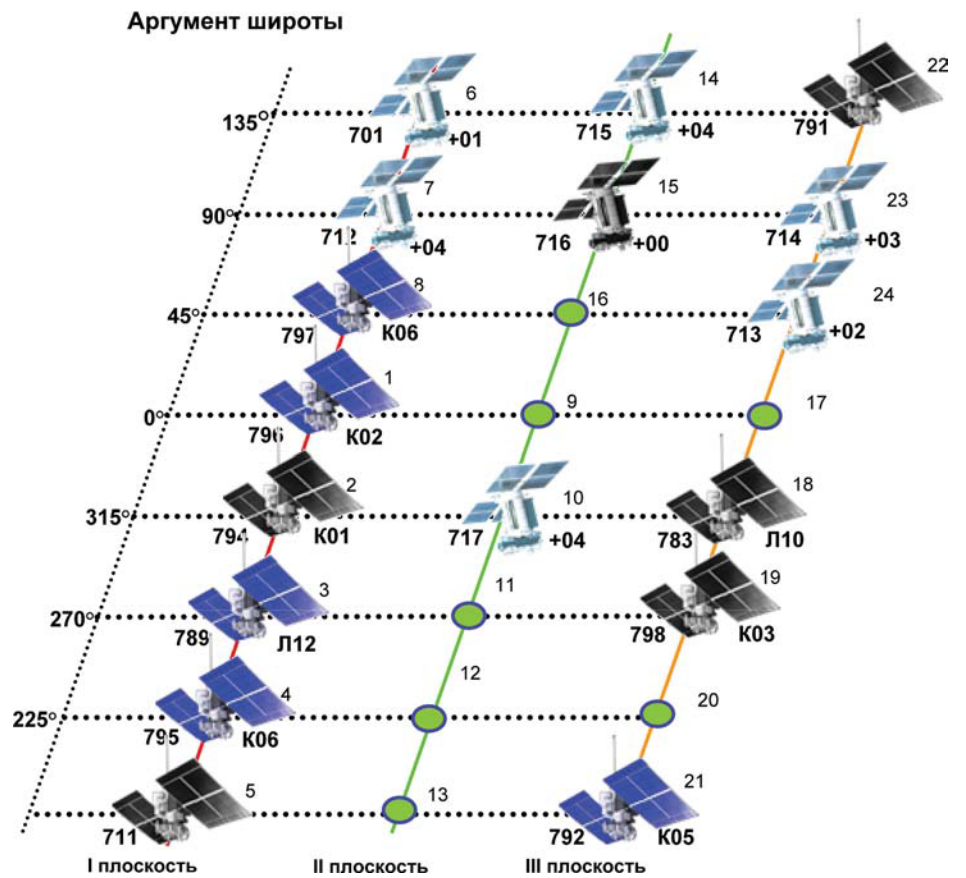 Аргумент широты
6 14 22
135° 701 +01 715 +04 791
7 15 23
90° 712 +04 716 +00 714 +03
8 16 24
45° 797 К06 713 +02
1 9 17
0° 796 К02
2 10 18
315° 794 К01 717 +04 783 Л10
3 11 19
270° 789 Л12 798 К03
4 12 20
225° 795 К06
5 13 21
711 792 К05
I плоскость II плоскость III плоскость